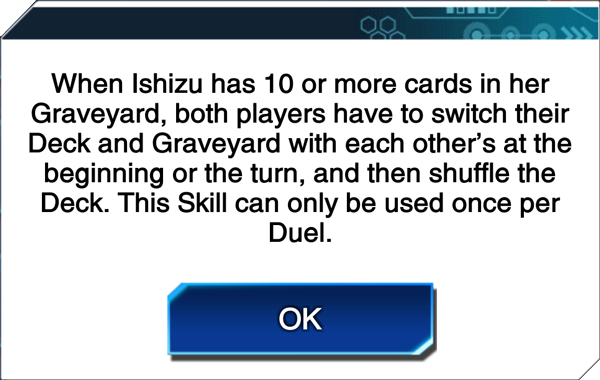 When Ishizu has 10 or more cards in her
Graveyard, both players have to switch their
Deck and Graveyard with each other’s at the
beginning or the turn, and then shuffle the
Deck. This Skill can only be used once per
Duel.
OK